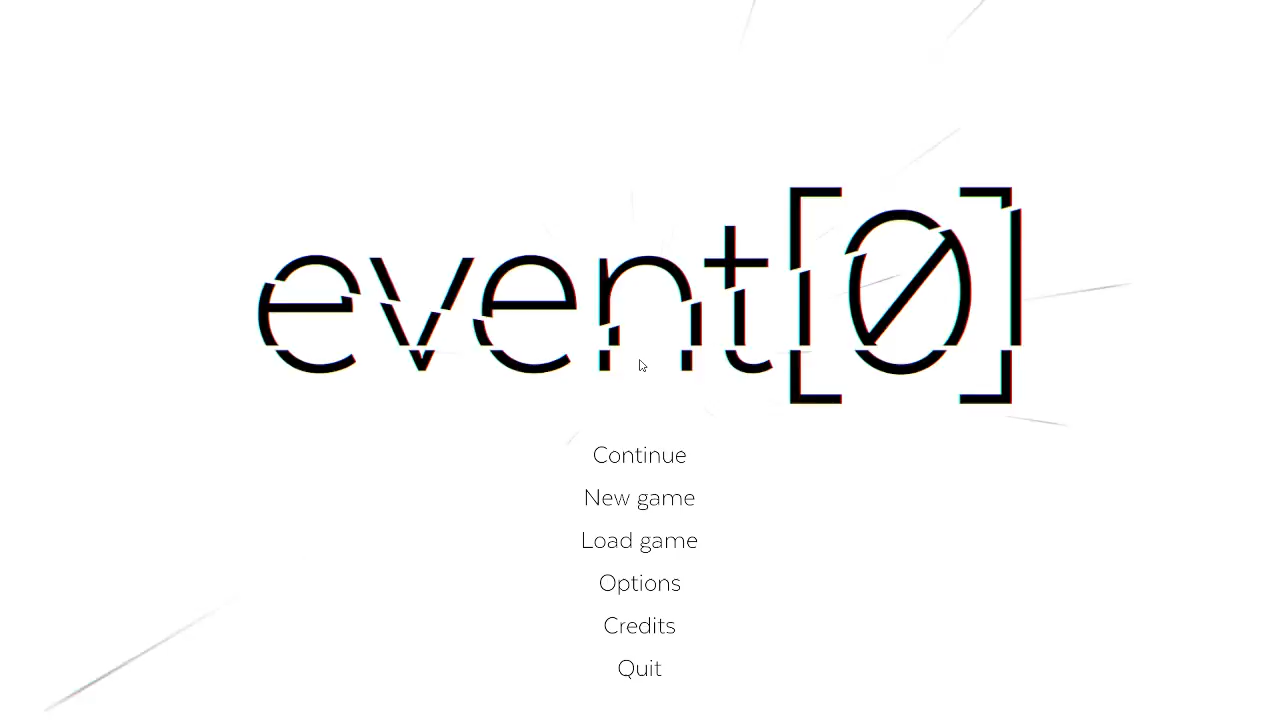 event[0]
Continue
New game
Load game
Options
Credits
Quit